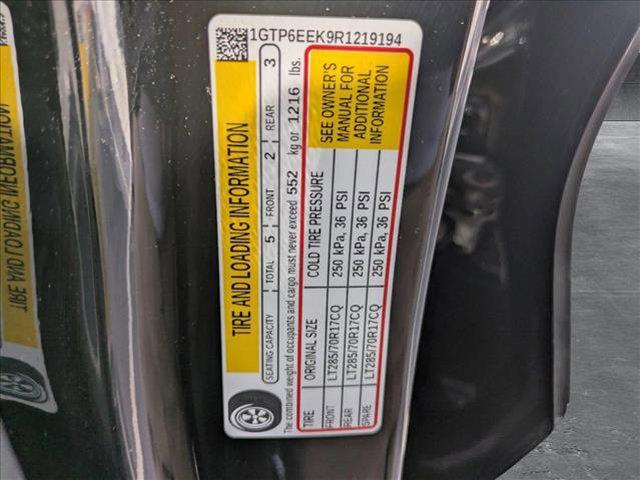 1GTP6EEK9R1219194
TIRE AND LOADING INFORMATION
SEATING CAPACITY TOTAL 5 FRONT 2 REAR 3
The combined weight of occupants and cargo must never exceed 552 kg or 1216 lbs.
TIRE ORIGINAL SIZE COLD TIRE PRESSURE
FRONT LT285/70R17CQ 250 kPa, 36 PSI
REAR LT285/70R17CQ 250 kPa, 36 PSI
SPARE LT285/70R17CQ 250 kPa, 36 PSI
SEE OWNER'S
MANUAL FOR
ADDITIONAL
INFORMATION
TIRE AND LOADING INFORMATION